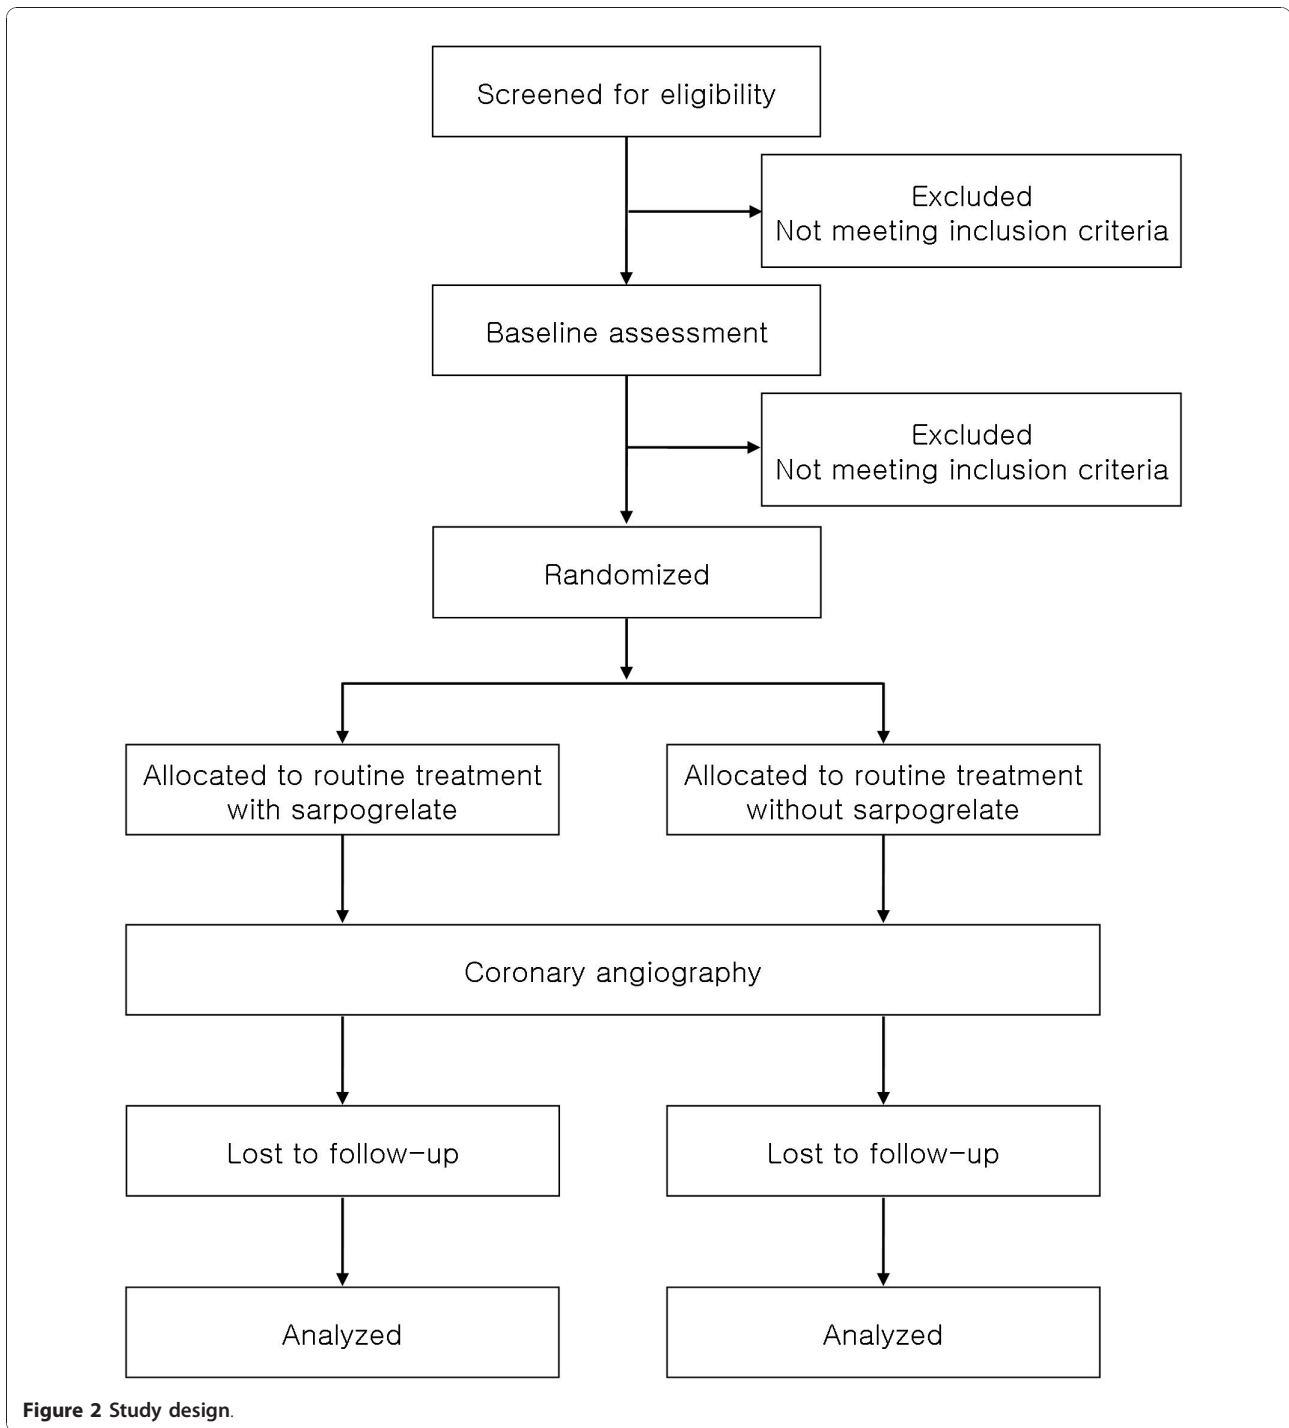 Screened for eligibility
Excluded
Not meeting inclusion criteria
Baseline assessment
Excluded
Not meeting inclusion criteria
Randomized
Allocated to routine treatment
with sarpogrelate
Allocated to routine treatment
without sarpogrelate
Coronary angiography
Lost to follow-up
Lost to follow-up
Analyzed
Analyzed
Figure 2 Study design.